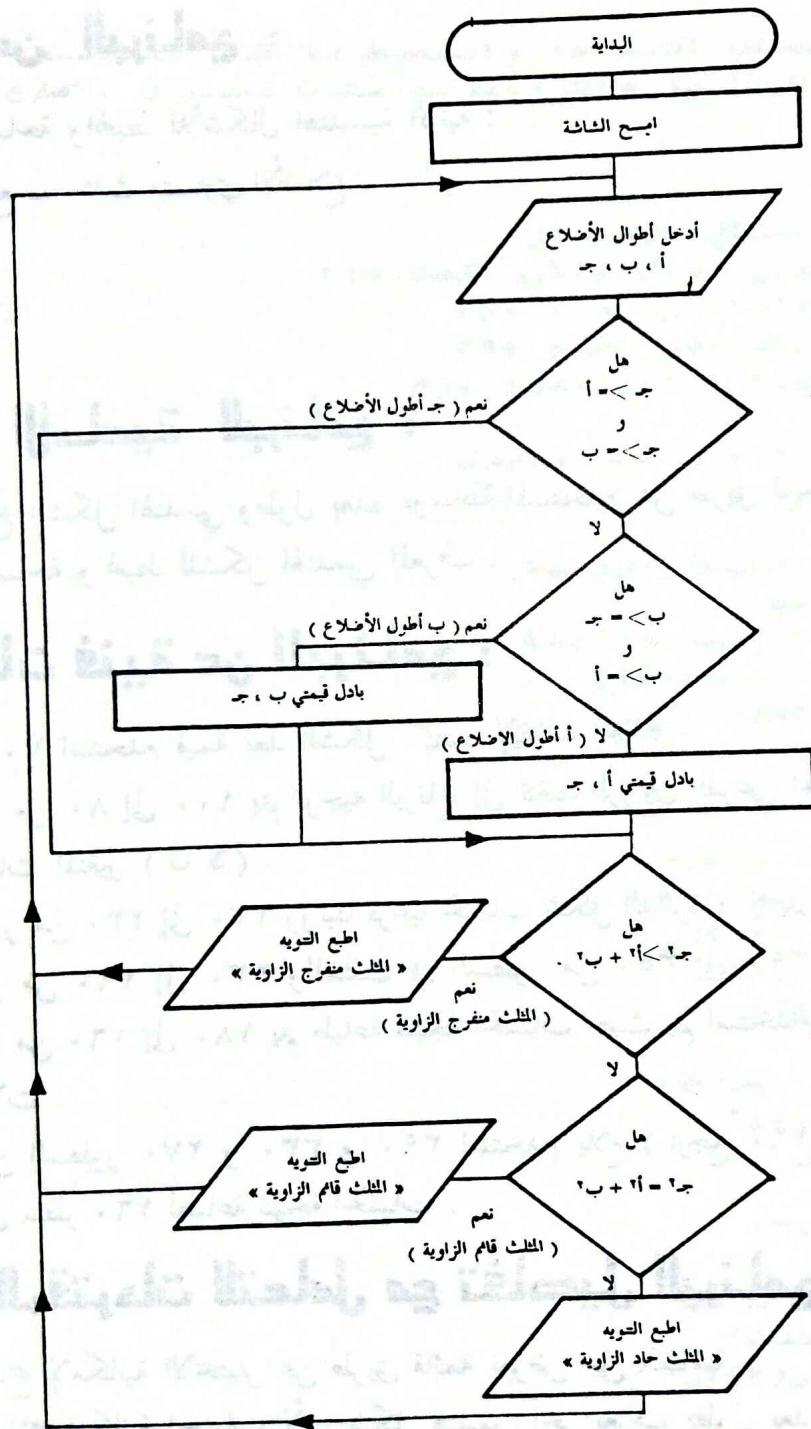 البداية
امسح الشاشة
أدخل أطوال الأضلاع
أ ، ب ، جـ
هل
جـ >= أ
و
جـ >= ب
نعم ( جـ أطول الأضلاع )
لا
هل
ب >= جـ
و
ب >= أ
نعم ( ب أطول الأضلاع )
بادل قيمتي ب ، جـ
لا ( أ أطول الاضلاع )
بادل قيمتي أ ، جـ
هل
جـ٢ > أ٢ + ب٢ .
نعم
( المثلث منفرج الزاوية )
اطبع التنويه
« المثلث منفرج الزاوية »
لا
هل
جـ٢ = أ٢ + ب٢
نعم
( المثلث قائم الزاوية )
اطبع التنويه
« المثلث قائم الزاوية »
لا
اطبع التنويه
« المثلث حاد الزاوية »